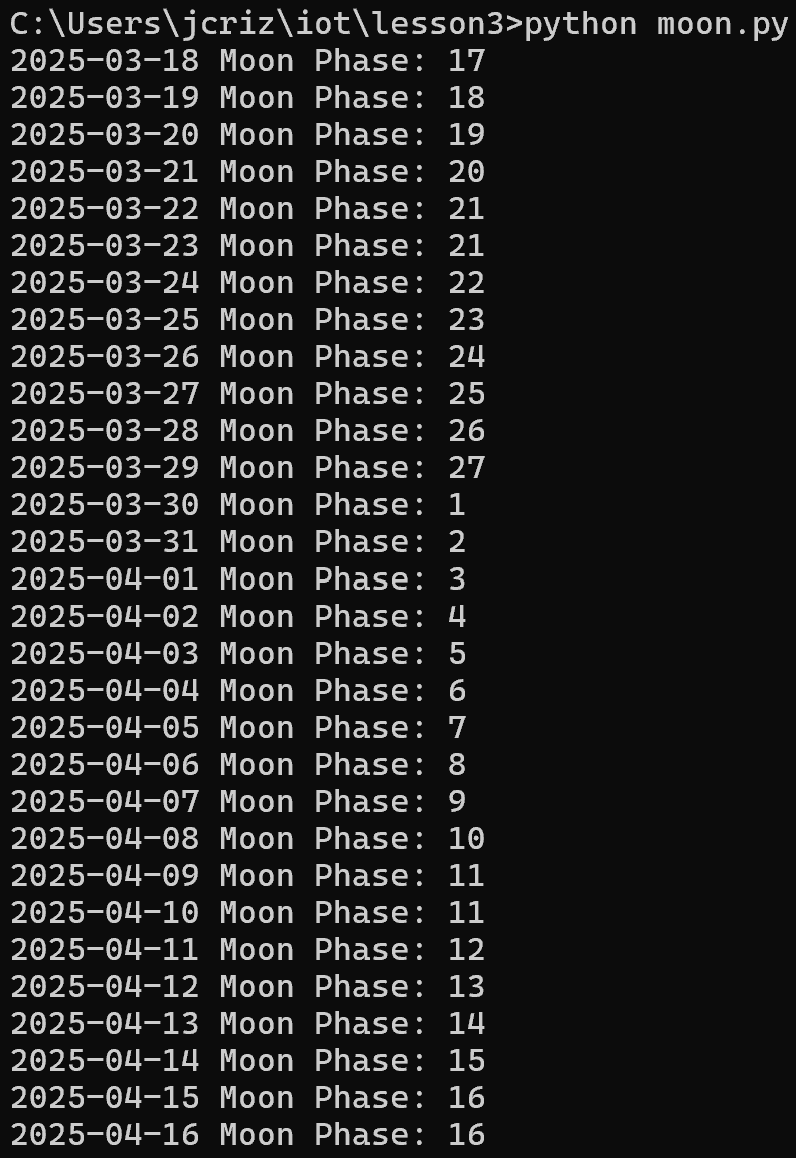 C:\Users\jcriz\iot\lesson3>python moon.py
2025-03-18 Moon Phase: 17
2025-03-19 Moon Phase: 18
2025-03-20 Moon Phase: 19
2025-03-21 Moon Phase: 20
2025-03-22 Moon Phase: 21
2025-03-23 Moon Phase: 21
2025-03-24 Moon Phase: 22
2025-03-25 Moon Phase: 23
2025-03-26 Moon Phase: 24
2025-03-27 Moon Phase: 25
2025-03-28 Moon Phase: 26
2025-03-29 Moon Phase: 27
2025-03-30 Moon Phase: 1
2025-03-31 Moon Phase: 2
2025-04-01 Moon Phase: 3
2025-04-02 Moon Phase: 4
2025-04-03 Moon Phase: 5
2025-04-04 Moon Phase: 6
2025-04-05 Moon Phase: 7
2025-04-06 Moon Phase: 8
2025-04-07 Moon Phase: 9
2025-04-08 Moon Phase: 10
2025-04-09 Moon Phase: 11
2025-04-10 Moon Phase: 11
2025-04-11 Moon Phase: 12
2025-04-12 Moon Phase: 13
2025-04-13 Moon Phase: 14
2025-04-14 Moon Phase: 15
2025-04-15 Moon Phase: 16
2025-04-16 Moon Phase: 16